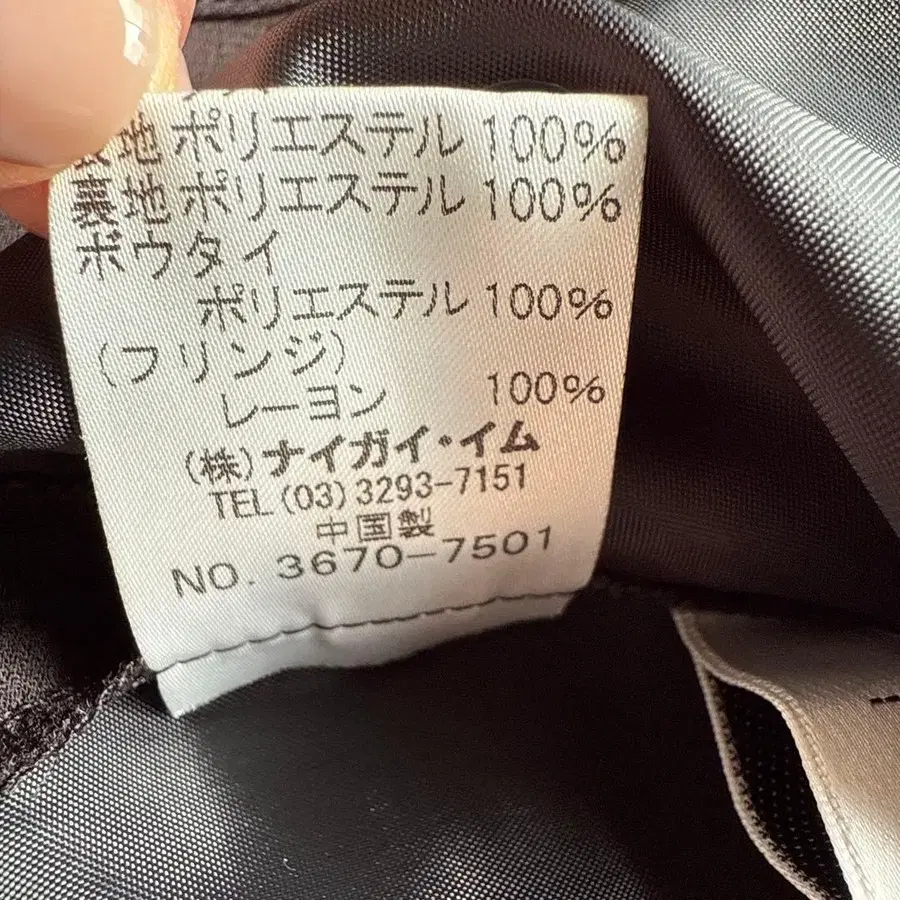 表地ポリエステル 100%
裏地ポリエステル 100%
ボウタイ
ポリエステル 100%
(フリンジ)
レーヨン 100%
(株)ナイガイ・イム
TEL(03)3293-7151
中国製
NO. 3670-7501